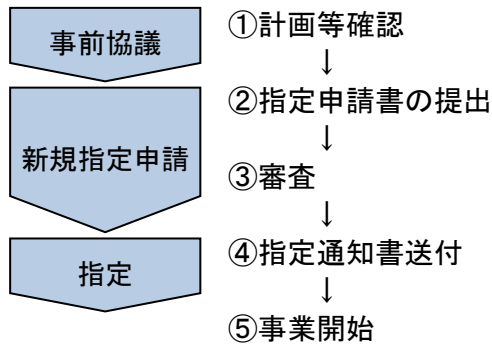 事前協議
①計画等確認
↓
②指定申請書の提出
↓
新規指定申請
③審査
↓
④指定通知書送付
指定
↓
⑤事業開始